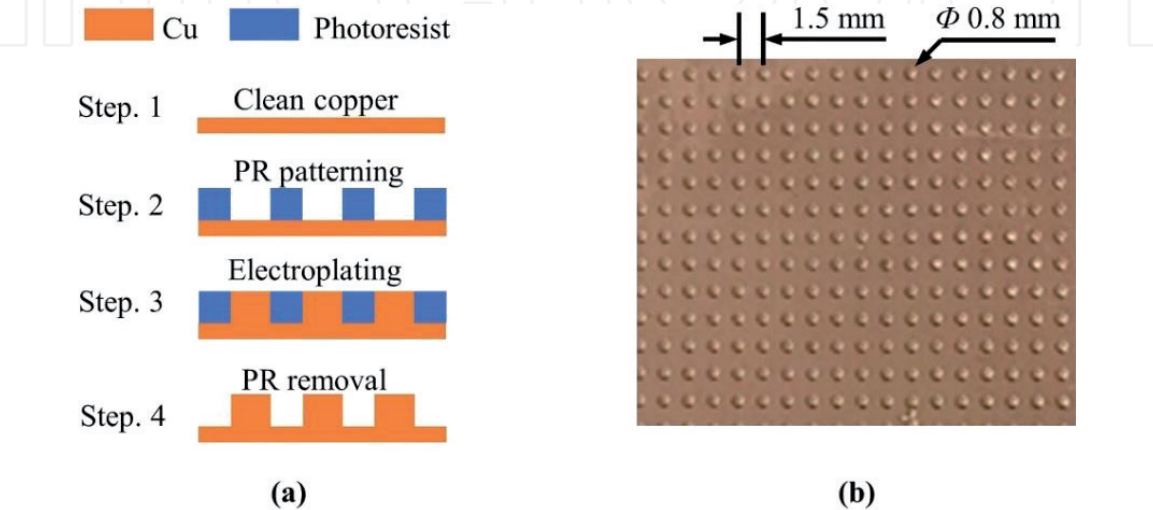 Cu
Photoresist
Step. 1
Clean copper
PR patterning
Step. 2
Electroplating
Step. 3
PR removal
Step. 4
(a)
1.5 mm
Φ 0.8 mm
(b)